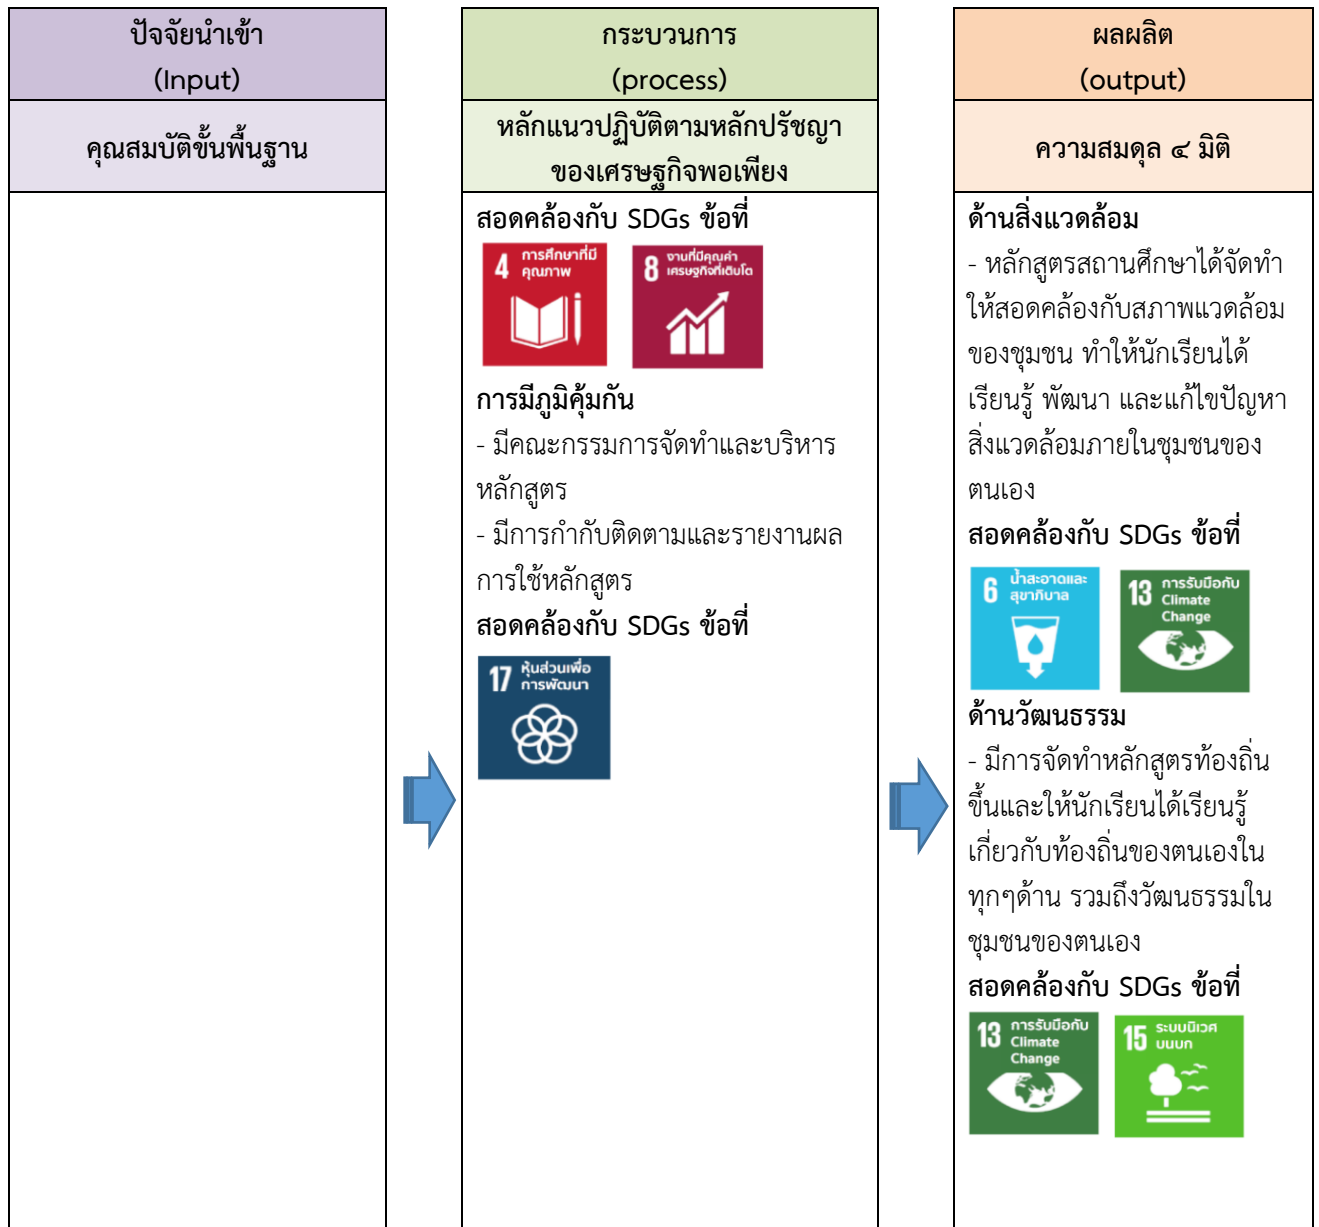 ปัจจัยนำเข้า
(Input)
คุณสมบัติขั้นพื้นฐาน
กระบวนการ
(process)
หลักแนวปฏิบัติตามหลักปรัชญา
ของเศรษฐกิจพอเพียง
สอดคล้องกับ SDGs ข้อที่
4 การศึกษาที่มี
คุณภาพ
8 งานที่มีคุณค่า
เศรษฐกิจที่เติบโต
การมีภูมิคุ้มกัน
- มีคณะกรรมการจัดทำและบริหาร
หลักสูตร
- มีการกำกับติดตามและรายงานผล
การใช้หลักสูตร
สอดคล้องกับ SDGs ข้อที่
17 หุ้นส่วนเพื่อ
การพัฒนา
ผลผลิต
(output)
ความสมดุล ๔ มิติ
ด้านสิ่งแวดล้อม
- หลักสูตรสถานศึกษาได้จัดทำ
ให้สอดคล้องกับสภาพแวดล้อม
ของชุมชน ทำให้นักเรียนได้
เรียนรู้ พัฒนา และแก้ไขปัญหา
สิ่งแวดล้อมภายในชุมชนของ
ตนเอง
สอดคล้องกับ SDGs ข้อที่
6 น้ำสะอาดและ
สุขาภิบาล
13 การรับมือกับ
Climate
Change
ด้านวัฒนธรรม
- มีการจัดทำหลักสูตรท้องถิ่น
ขึ้นและให้นักเรียนได้เรียนรู้
เกี่ยวกับท้องถิ่นของตนเองใน
ทุกๆด้าน รวมถึงวัฒนธรรมใน
ชุมชนของตนเอง
สอดคล้องกับ SDGs ข้อที่
13 การรับมือกับ
Climate
Change
15 ระบบนิเวศ
บนบก